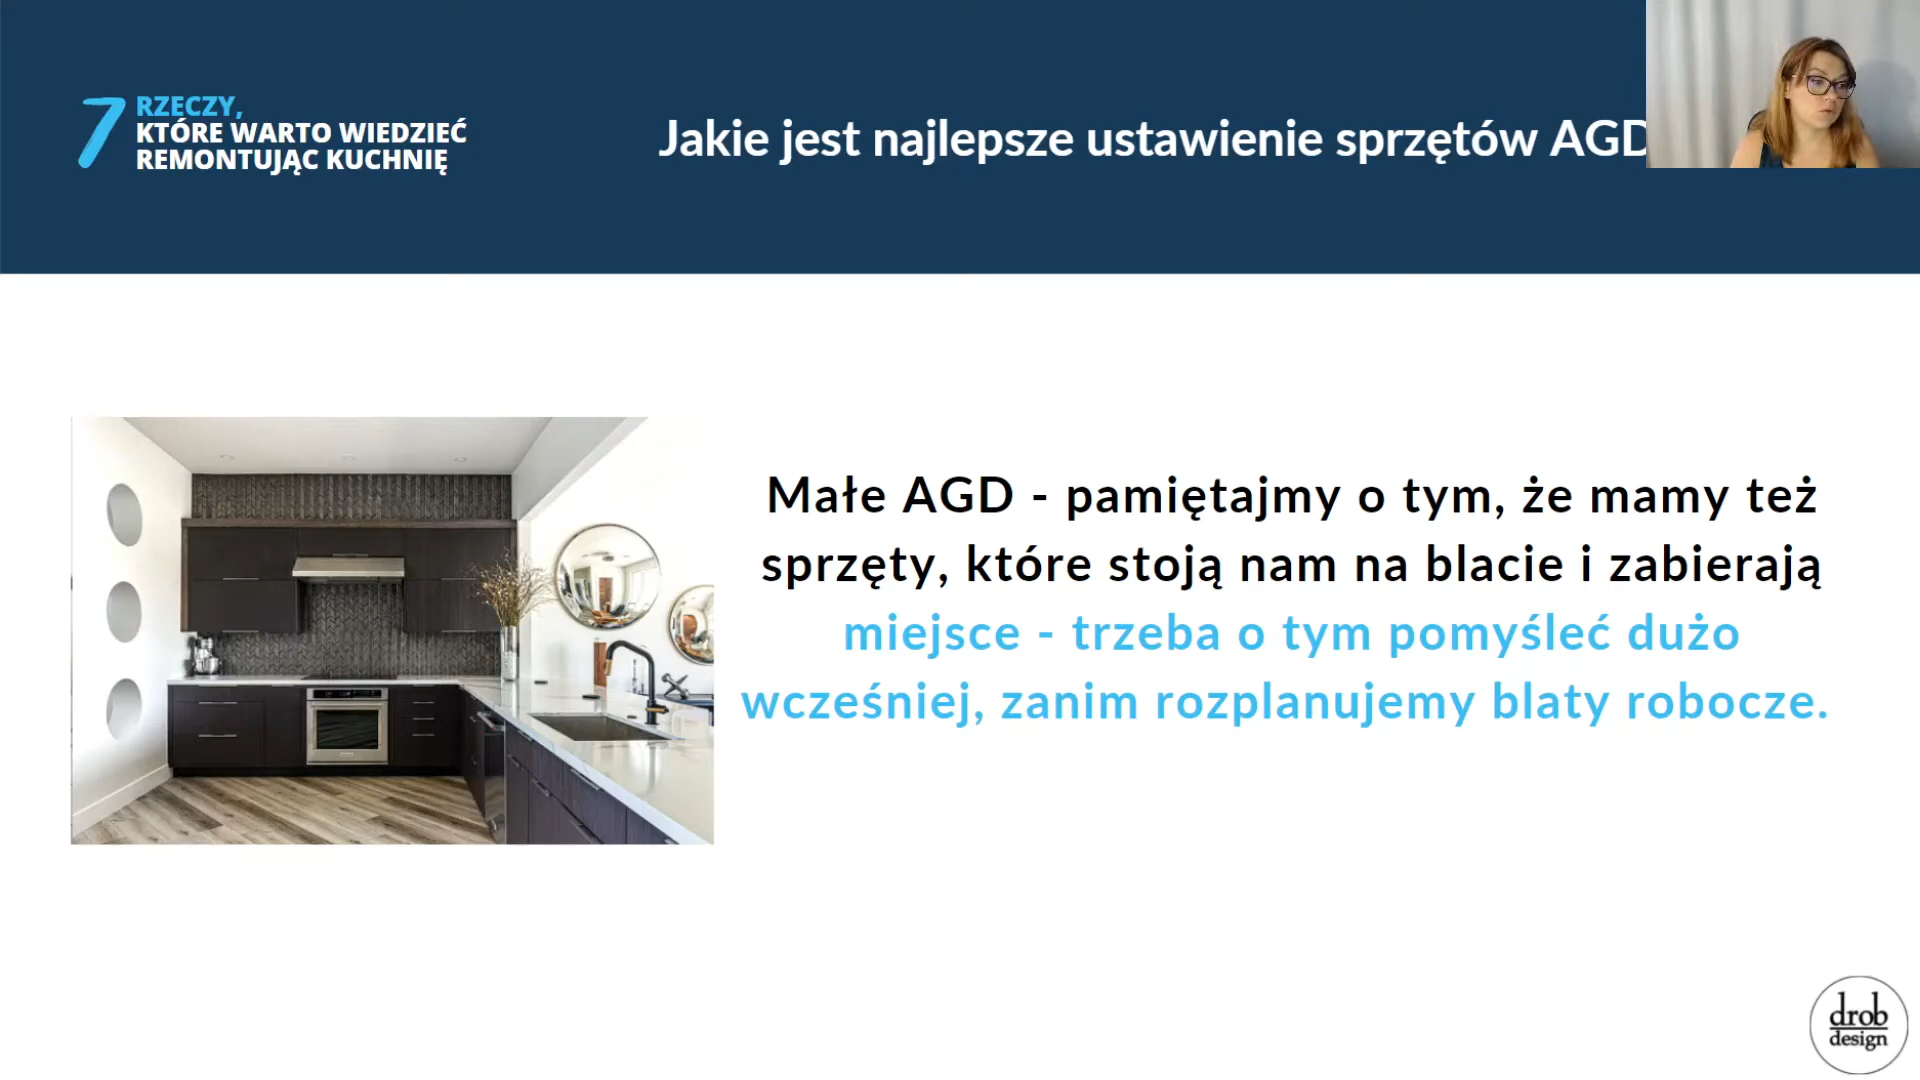 7 RZECZY,
KTÓRE WARTO WIEDZIEĆ
REMONTUJĄC KUCHNIĘ
Jakie jest najlepsze ustawienie sprzętów AGD
Małe AGD - pamiętajmy o tym, że mamy też
sprzęty, które stoją nam na blacie i zabierają
miejsce - trzeba o tym pomyśleć dużo
wcześniej, zanim rozplanujemy blaty robocze.
drob
design